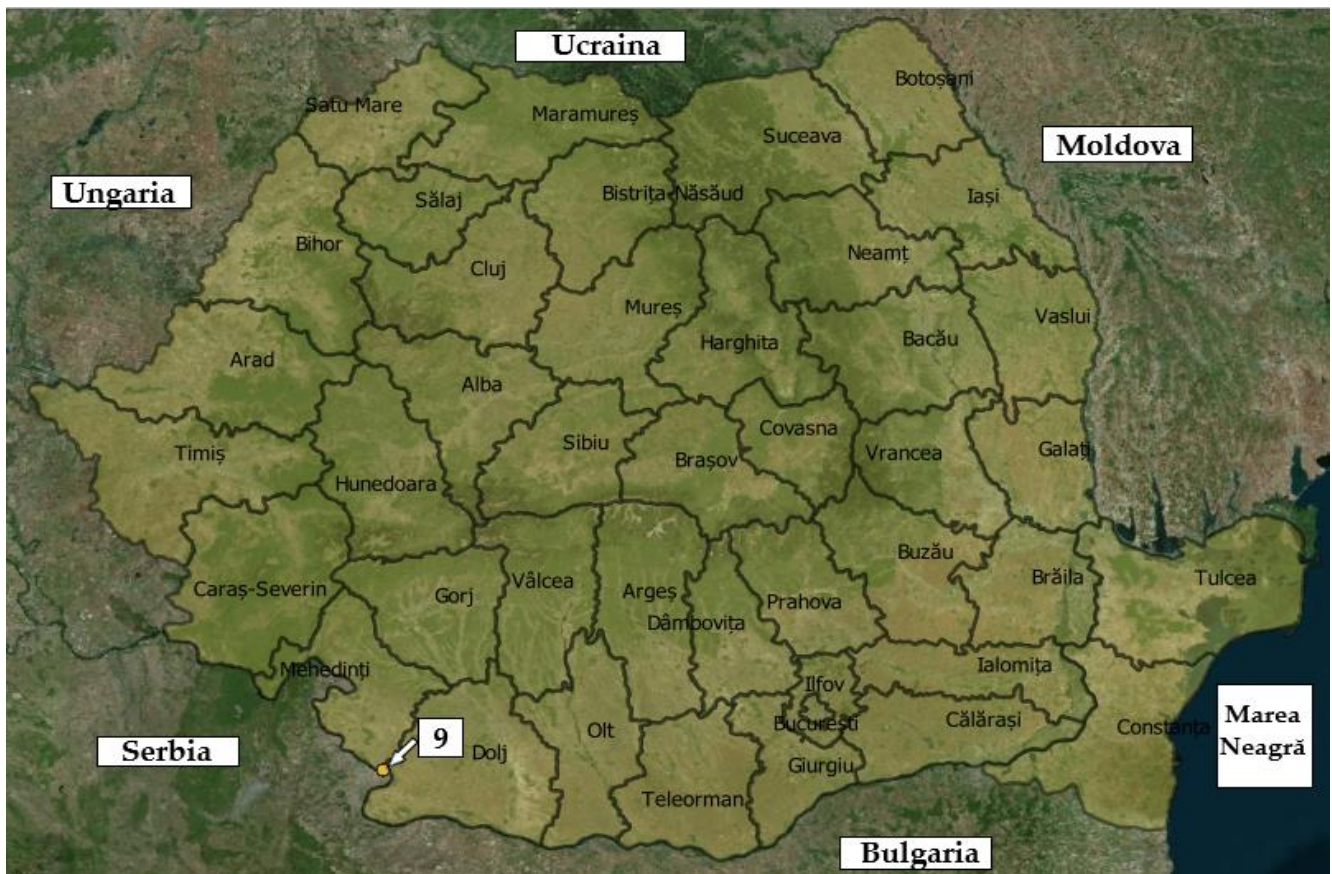 Ucraina
Botoșani
Satu Mare
Maramureș
Suceava
Moldova
Ungaria
Sălaj
Bistrița-Năsăud
Iași
Bihor
Neamț
Cluj
Mureș
Vaslui
Arad
Harghita
Bacău
Alba
Timiș
Sibiu
Covasna
Brașov
Vrancea
Galați
Hunedoara
Caraș-Severin
Gorj
Vâlcea
Argeș
Buzău
Brăila
Tulcea
Dâmbovița
Prahova
Mehedinți
Ialomița
Ilfov
Serbia
9
Dolj
Olt
București
Călărași
Constanța
Marea
Neagră
Giurgiu
Teleorman
Bulgaria